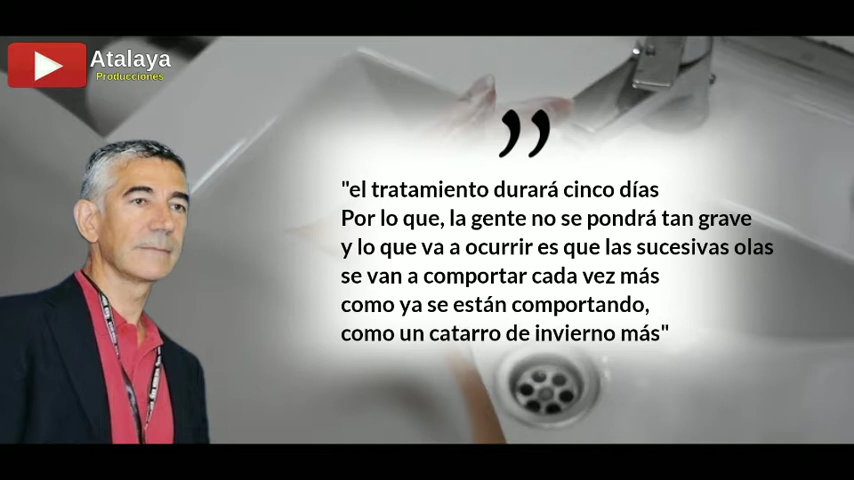 Atalaya
Producciones
"el tratamiento durará cinco días
Por lo que, la gente no se pondrá tan grave
y lo que va a ocurrir es que las sucesivas olas
se van a comportar cada vez más
como ya se están comportando,
como un catarro de invierno más"